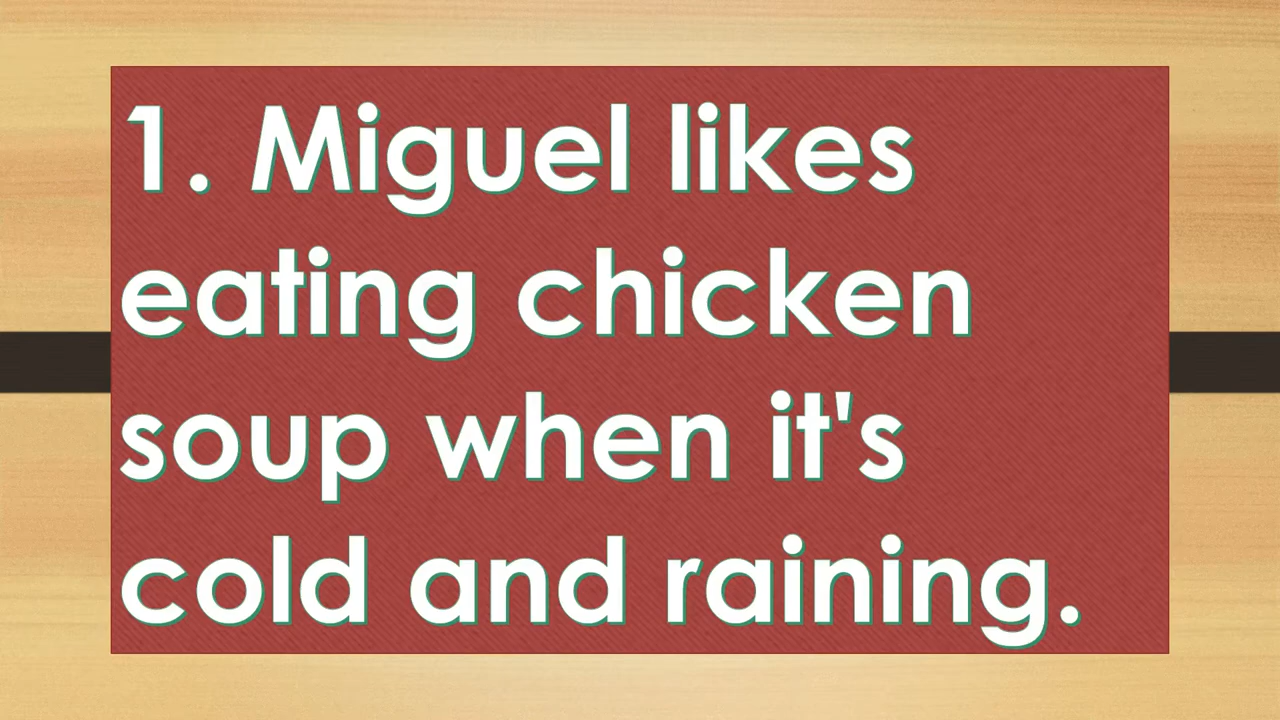 1. Miguel likes
eating chicken
soup when it's
cold and raining.